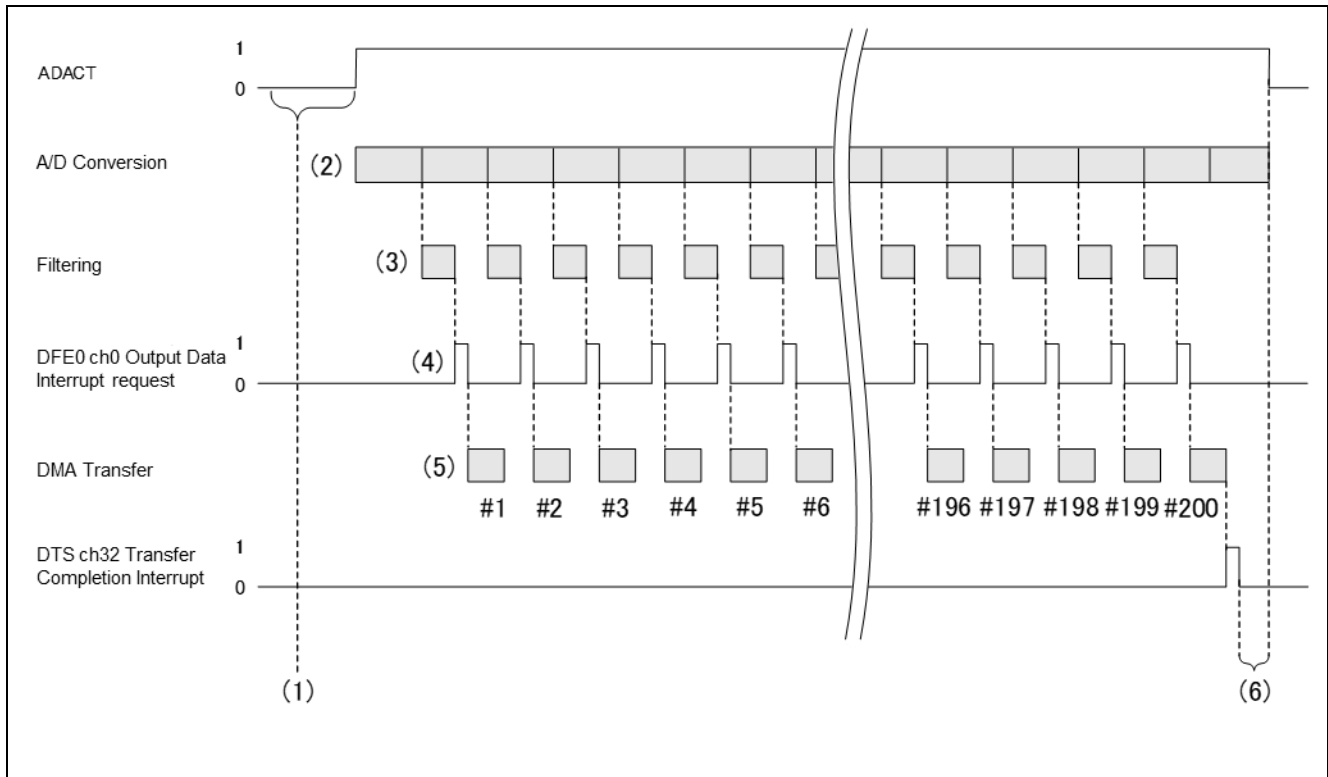 ADACT
1
0
A/D Conversion
(2)
Filtering
(3)
DFE0 ch0 Output Data
Interrupt request
1
0
(4)
DMA Transfer
(5)
#1 #2 #3 #4 #5 #6 #196 #197 #198 #199 #200
DTS ch32 Transfer
Completion Interrupt
1
0
(1)
(6)